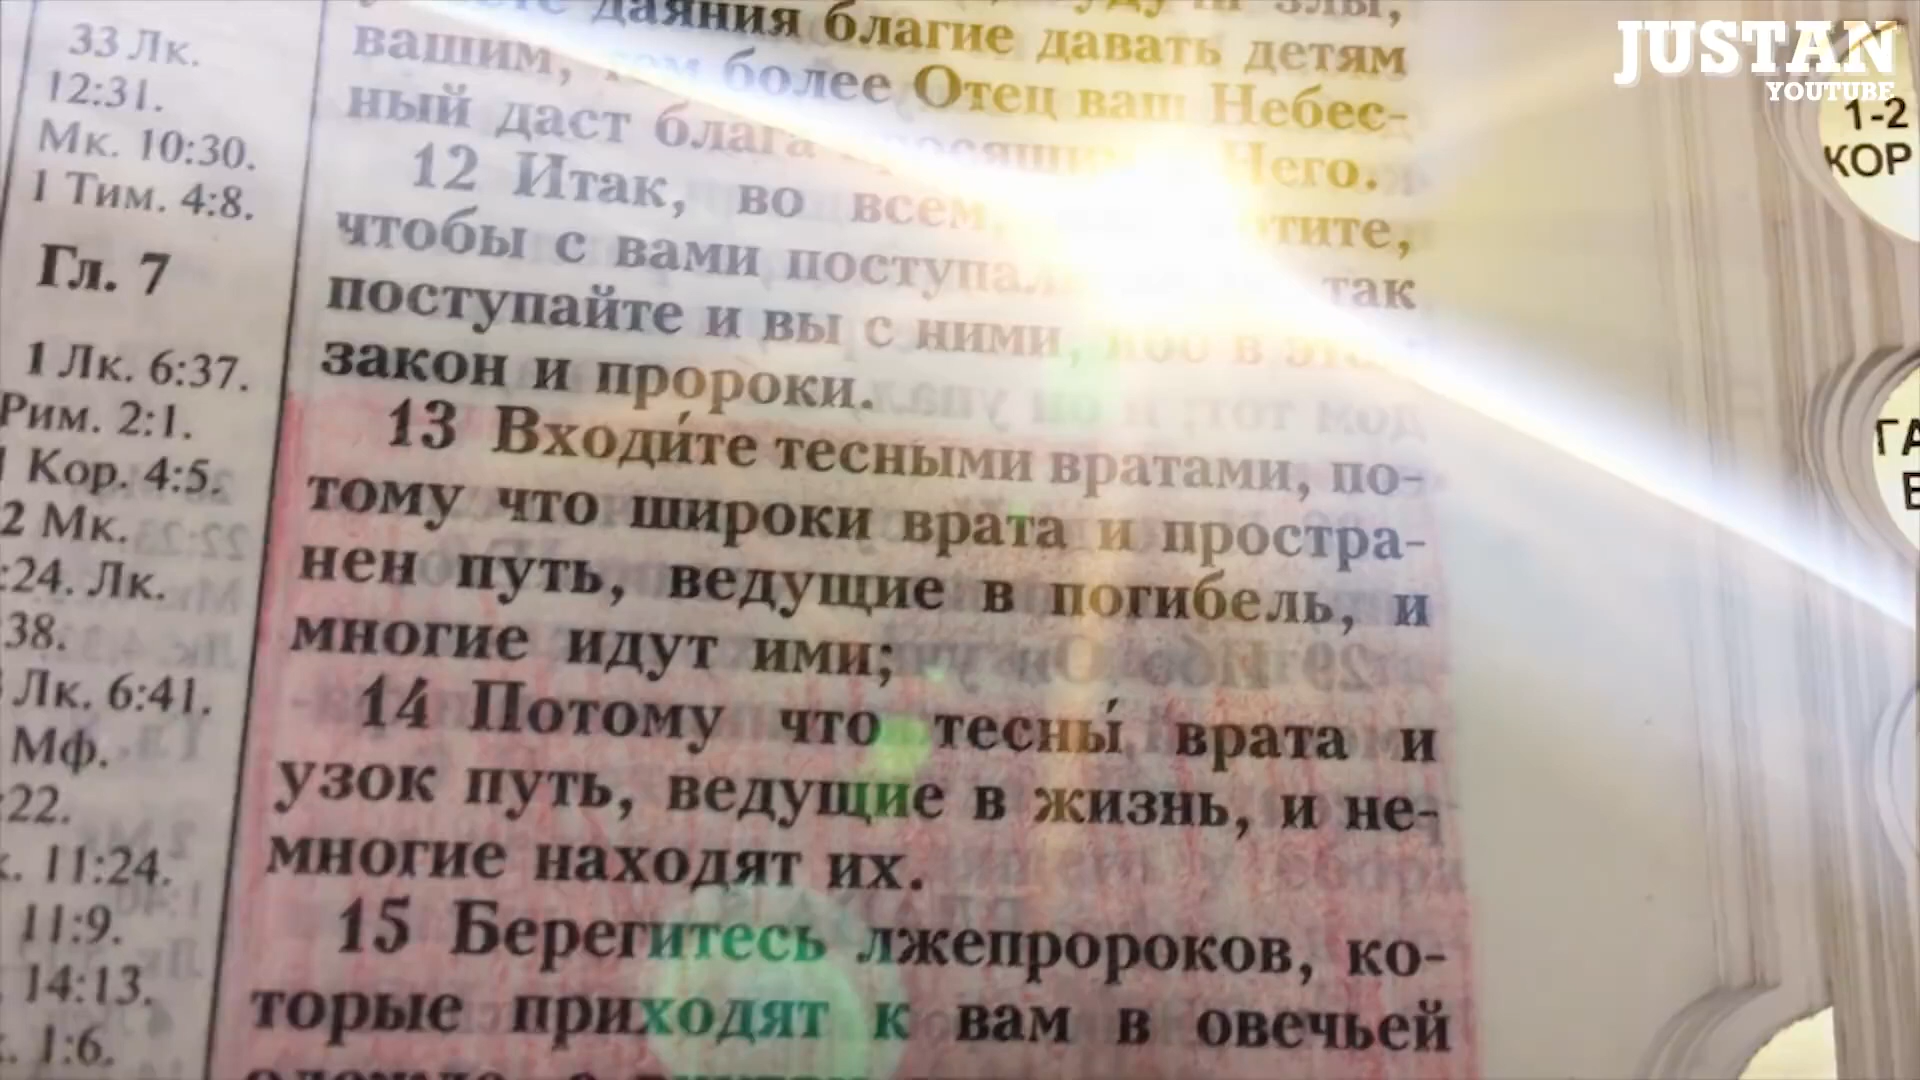 33 Лк.
12:31.
Мк. 10:30.
1 Тим. 4:8.
Гл. 7
1 Лк. 6:37.
Рим. 2:1.
Кор. 4:5.
2 Мк.
:24. Лк.
38.
Лк. 6:41.
Мф.
:22.
11:24.
11:9.
14:13.
1:6.
даяния благие давать детям
вашим, тем более Отец ваш Небес-
ный даст блага Него.
12 Итак, во всем,
чтобы с вами так
поступайте и вы с ними, ибо в
закон и пророки.
13 Входи́те тесными вратами, по-
тому что широки врата и простра-
нен путь, ведущие в погибель, и
многие идут ими;
14 Потому что тесны́ врата и
узок путь, ведущие в жизнь, и не-
многие находят их.
15 Берегитесь лжепророков, ко-
торые приходят к вам в овечьей
JUSTAN
YOUTUBE
1-2
КОР
ГА